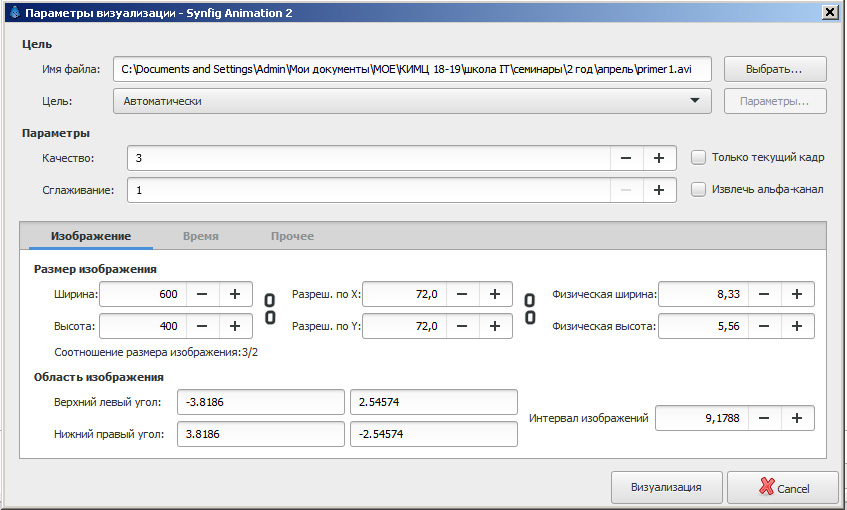 Параметры визуализации - Synfig Animation 2
Цель
Имя файла: C:\Documents and Settings\Admin\Мои документы\МОЕ\КИМЦ 18-19\школа IT\семинары\2 год\апрель\primer1.avi Выбрать...
Цель: Автоматически Параметры...
Параметры
Качество: 3 Только текущий кадр
Сглаживание: 1 Извлечь альфа-канал
Изображение Время Прочее
Размер изображения
Ширина: 600 Разреш. по X: 72,0 Физическая ширина: 8,33
Высота: 400 Разреш. по Y: 72,0 Физическая высота: 5,56
Соотношение размера изображения:3/2
Область изображения
Верхний левый угол: -3.8186 2.54574
Интервал изображений 9,1788
Нижний правый угол: 3.8186 -2.54574
Визуализация Cancel